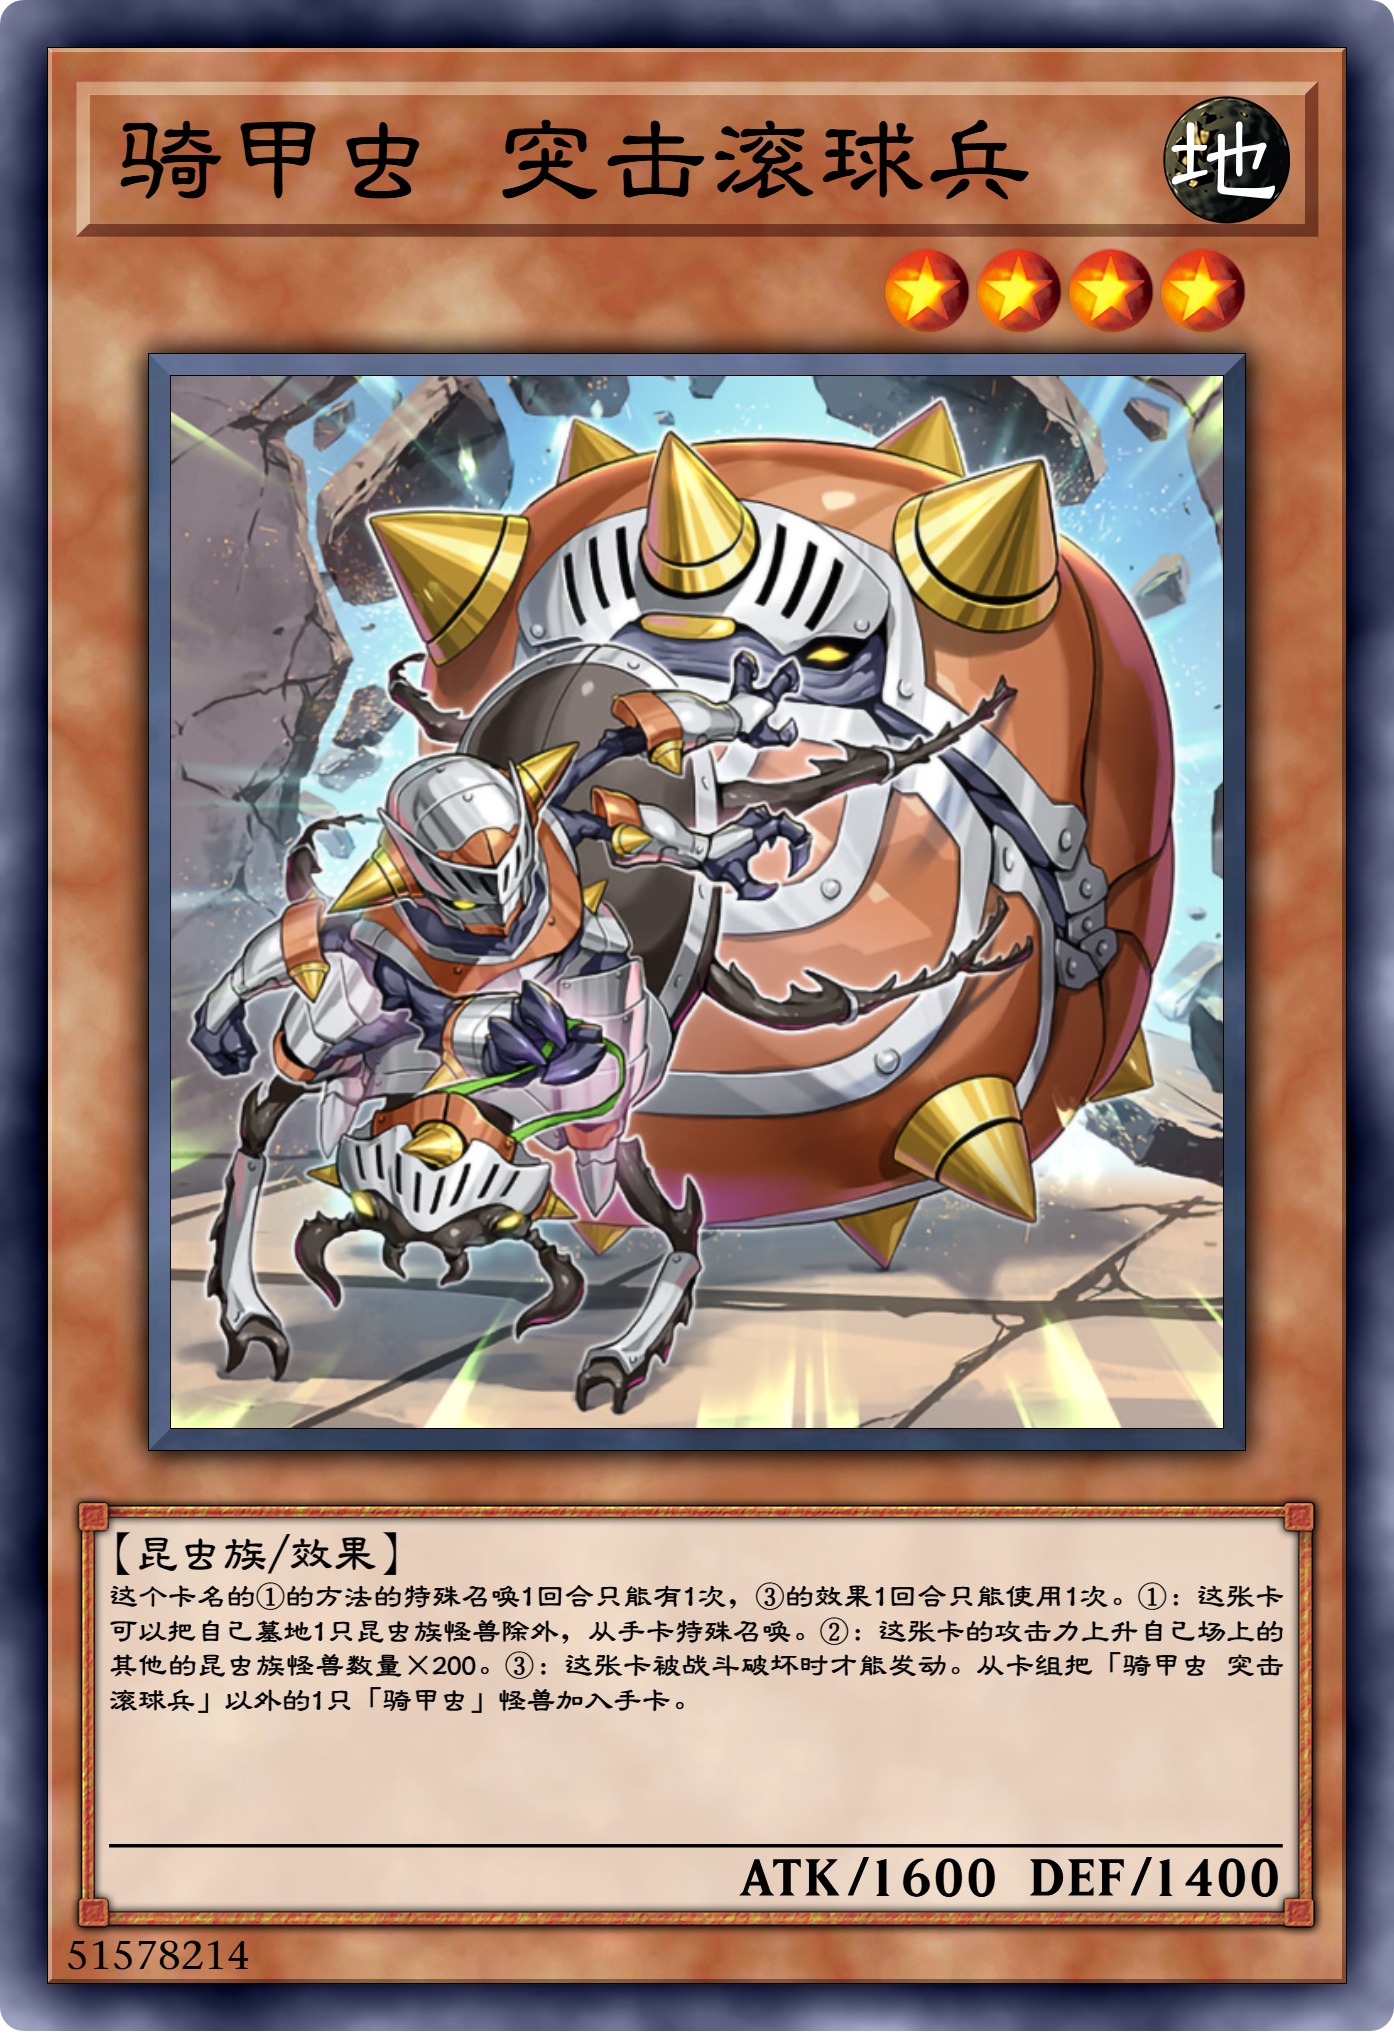 骑甲虫 突击滚球兵
地
【昆虫族/效果】
这个卡名的①的方法的特殊召唤1回合只能有1次，③的效果1回合只能使用1次。①：这张卡
可以把自己墓地1只昆虫族怪兽除外，从手卡特殊召唤。②：这张卡的攻击力上升自己场上的
其他的昆虫族怪兽数量×200。③：这张卡被战斗破坏时才能发动。从卡组把「骑甲虫 突击
滚球兵」以外的1只「骑甲虫」怪兽加入手卡。
ATK/1600 DEF/1400
51578214